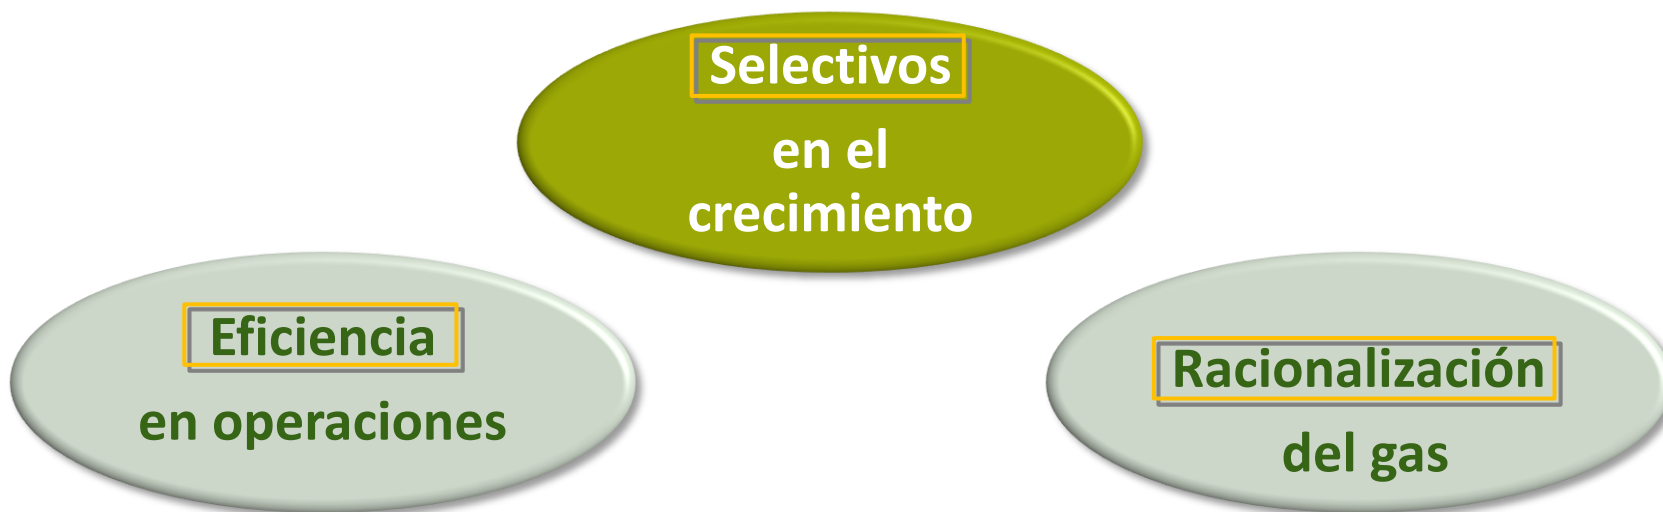 Selectivos
en el
crecimiento
Eficiencia
en operaciones
Racionalización
del gas